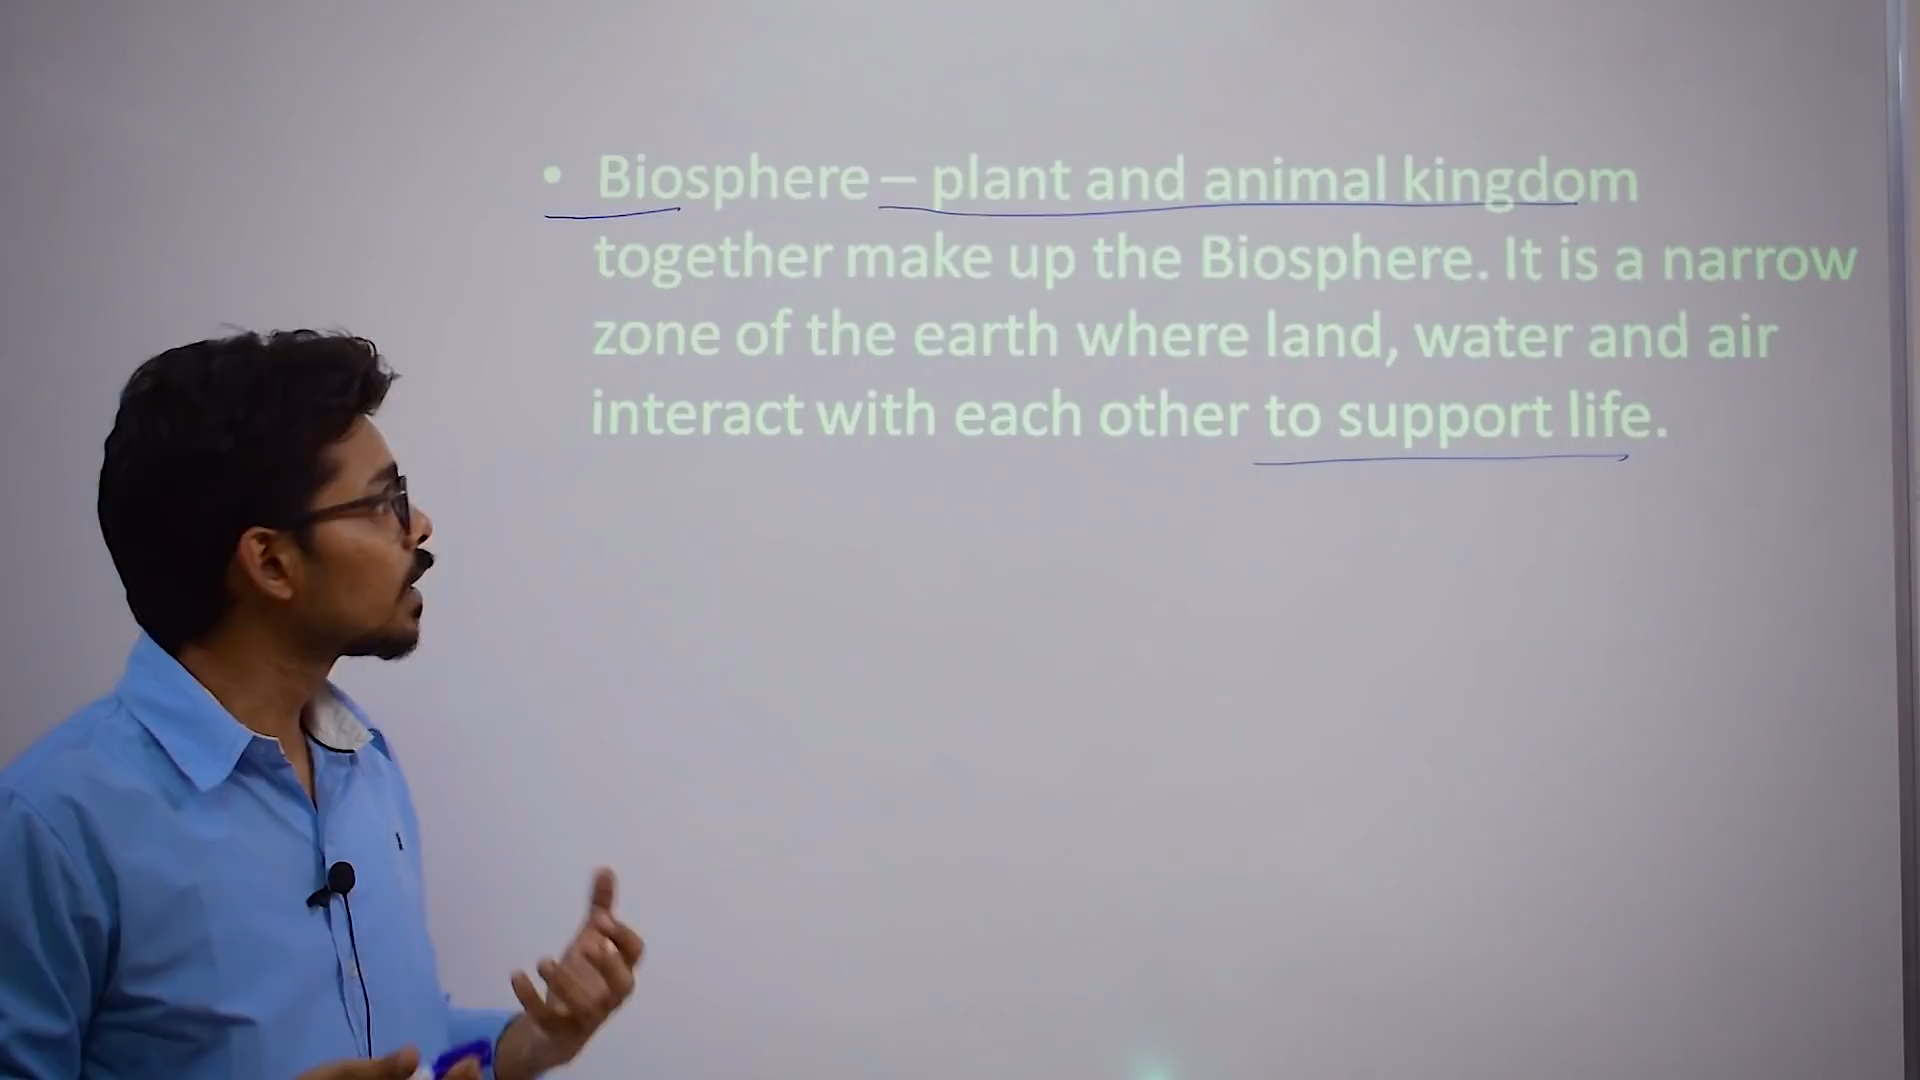 • Biosphere – plant and animal kingdom
together make up the Biosphere. It is a narrow
zone of the earth where land, water and air
interact with each other to support life.